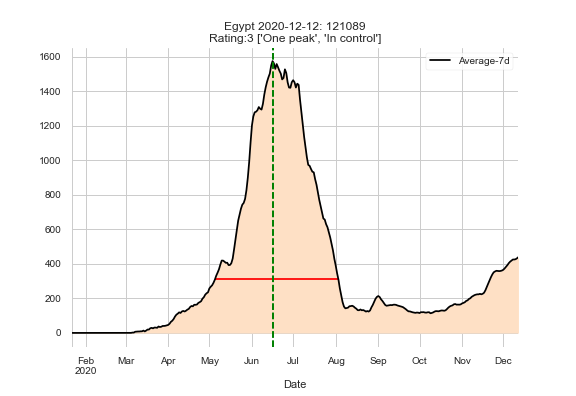 Egypt 2020-12-12: 121089
Rating:3 ['One peak', 'In control']
Average-7d
1600
1400
1200
1000
800
600
400
200
0
Feb Mar Apr May Jun Jul Aug Sep Oct Nov Dec
2020
Date